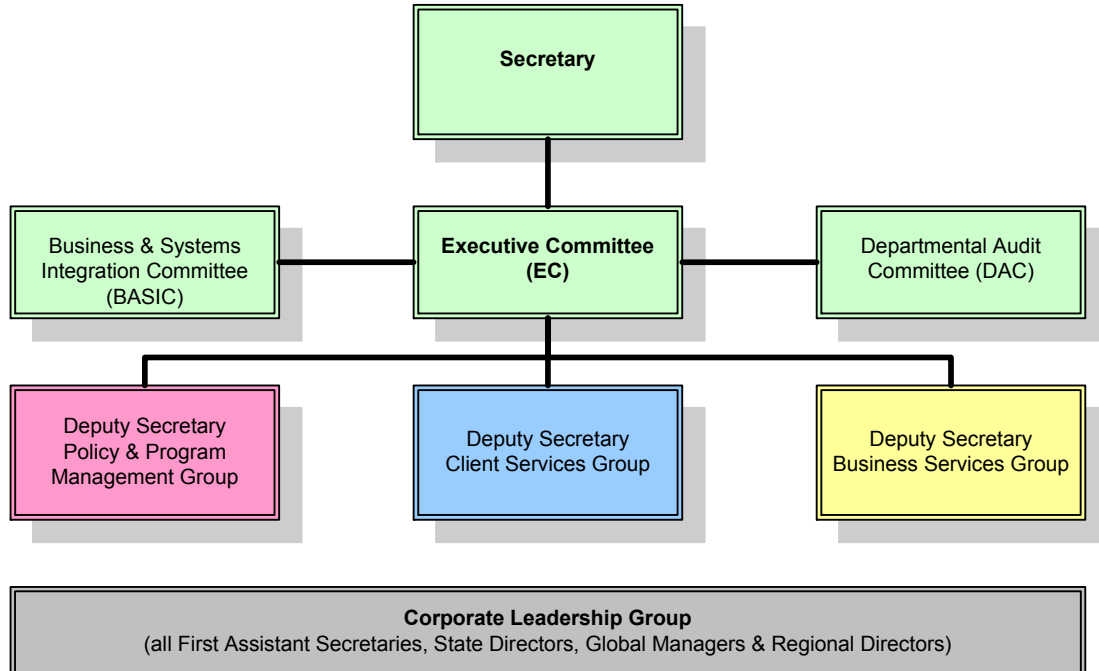 Secretary
Business & Systems
Integration Committee
(BASIC)
Executive Committee
(EC)
Departmental Audit
Committee (DAC)
Deputy Secretary
Policy & Program
Management Group
Deputy Secretary
Client Services Group
Deputy Secretary
Business Services Group
Corporate Leadership Group
(all First Assistant Secretaries, State Directors, Global Managers & Regional Directors)